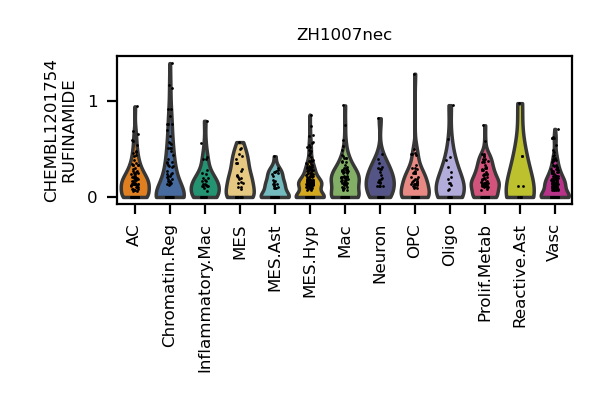 ZH1007nec
CHEMBL1201754
RUFINAMIDE
1
0
AC
Chromatin.Reg
Inflammatory.Mac
MES
MES.Ast
MES.Hyp
Mac
Neuron
OPC
Oligo
Prolif.Metab
Reactive.Ast
Vasc